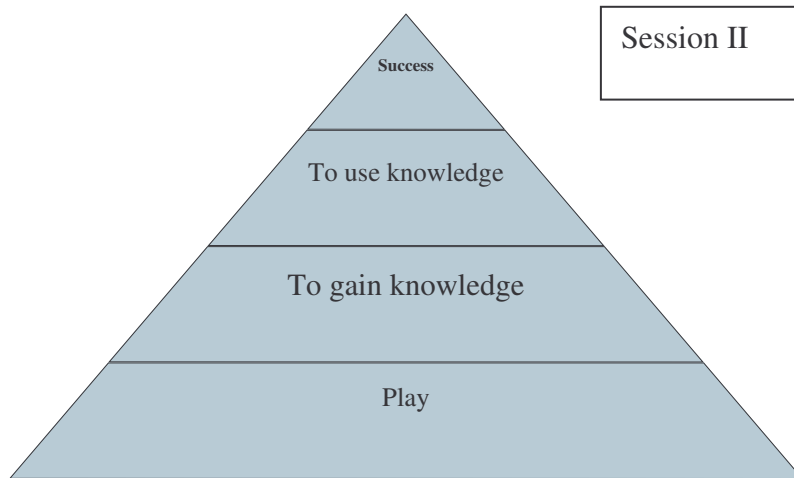 Session II
Success
To use knowledge
To gain knowledge
Play